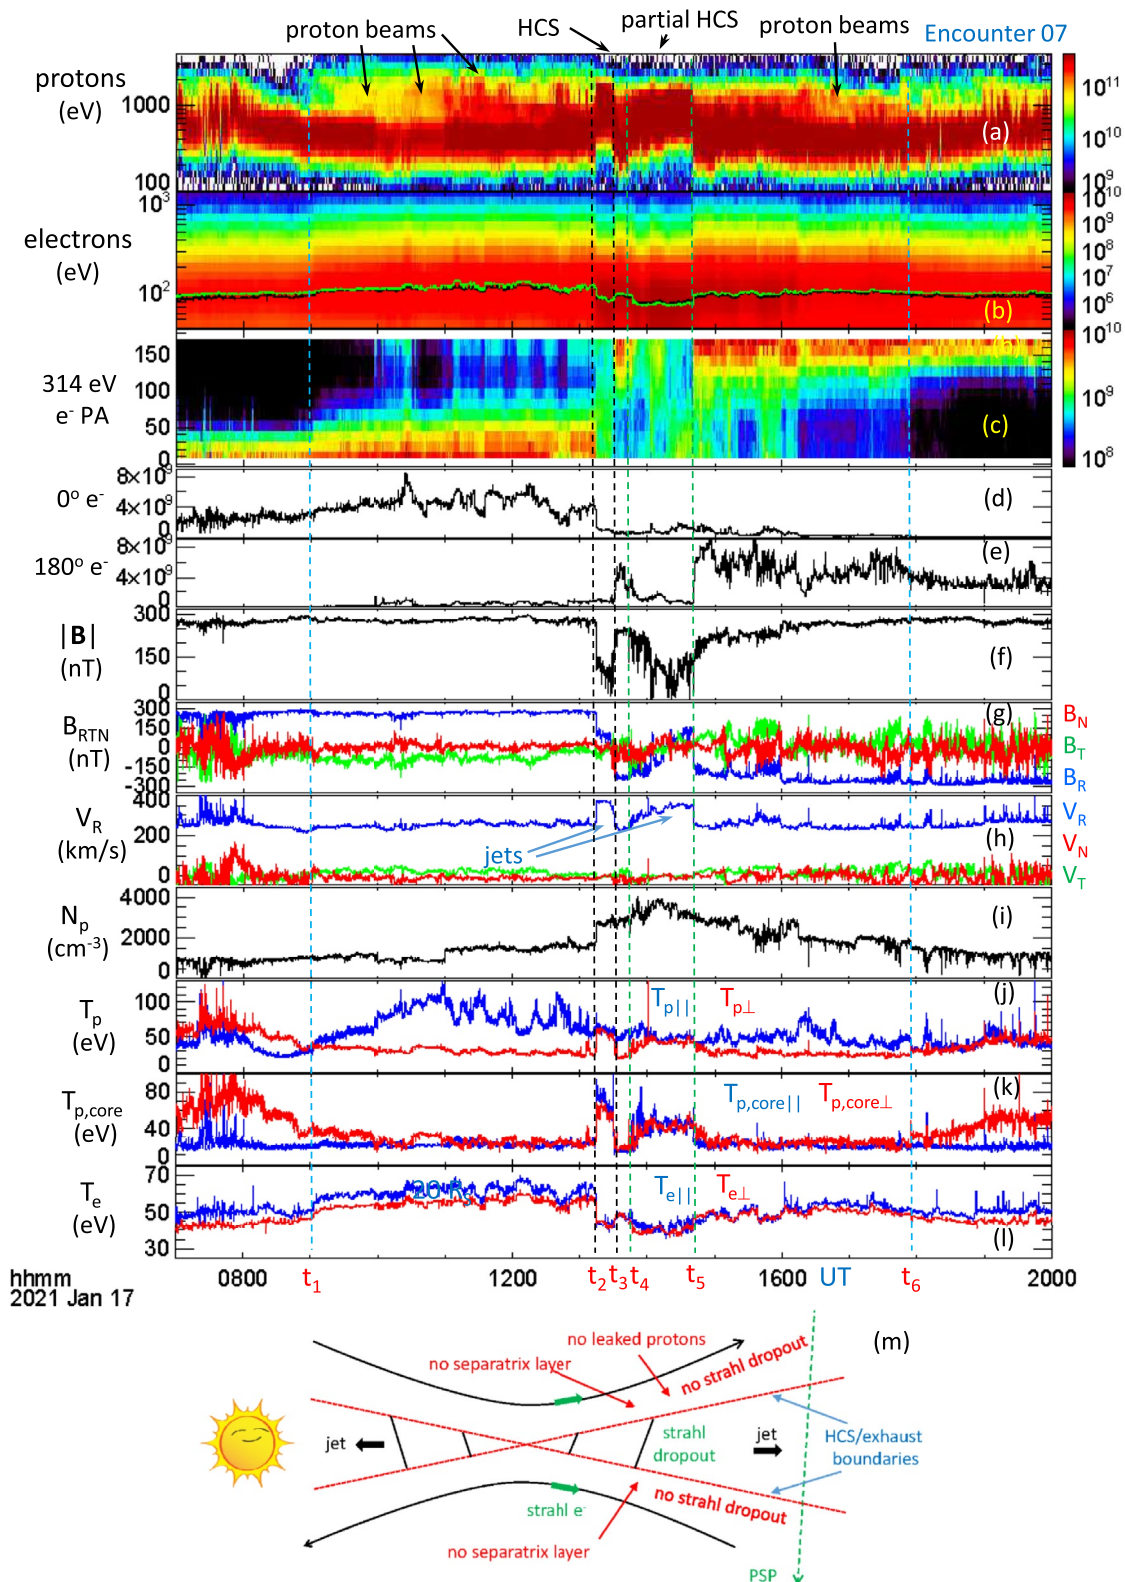 HCS
partial HCS
proton beams
proton beams
Encounter 07
protons
(eV)
1000
100
(a)
10¹¹
10¹⁰
10⁹
electrons
(eV)
10³
10²
(b)
10¹⁰
10⁹
10⁸
10⁷
10⁶
314 eV
e⁻ PA
150
100
50
0
(c)
10¹⁰
10⁹
10⁸
0° e⁻
8×10⁹
4×10⁹
0
(d)
180° e⁻
8×10⁹
4×10⁹
0
(e)
|B|
(nT)
300
150
0
(f)
B_RTN
(nT)
300
150
0
-150
-300
(g)
B_N
B_T
B_R
V_R
(km/s)
400
200
0
jets
(h)
V_R
V_N
V_T
N_p
(cm⁻³)
4000
2000
0
(i)
T_p
(eV)
100
50
0
T_p||
T_p⊥
(j)
T_p,core
(eV)
80
40
0
T_p,core||
T_p,core⊥
(k)
T_e
(eV)
70
50
30
T_e||
T_e⊥
(l)
hhmm
2021 Jan 17
0800
t₁
1200
t₂
t₃
t₄
t₅
1600
UT
t₆
2000
(m)
no leaked protons
no separatrix layer
no strahl dropout
jet
strahl
dropout
jet
HCS/exhaust
boundaries
strahl e⁻
no strahl dropout
no separatrix layer
PSP